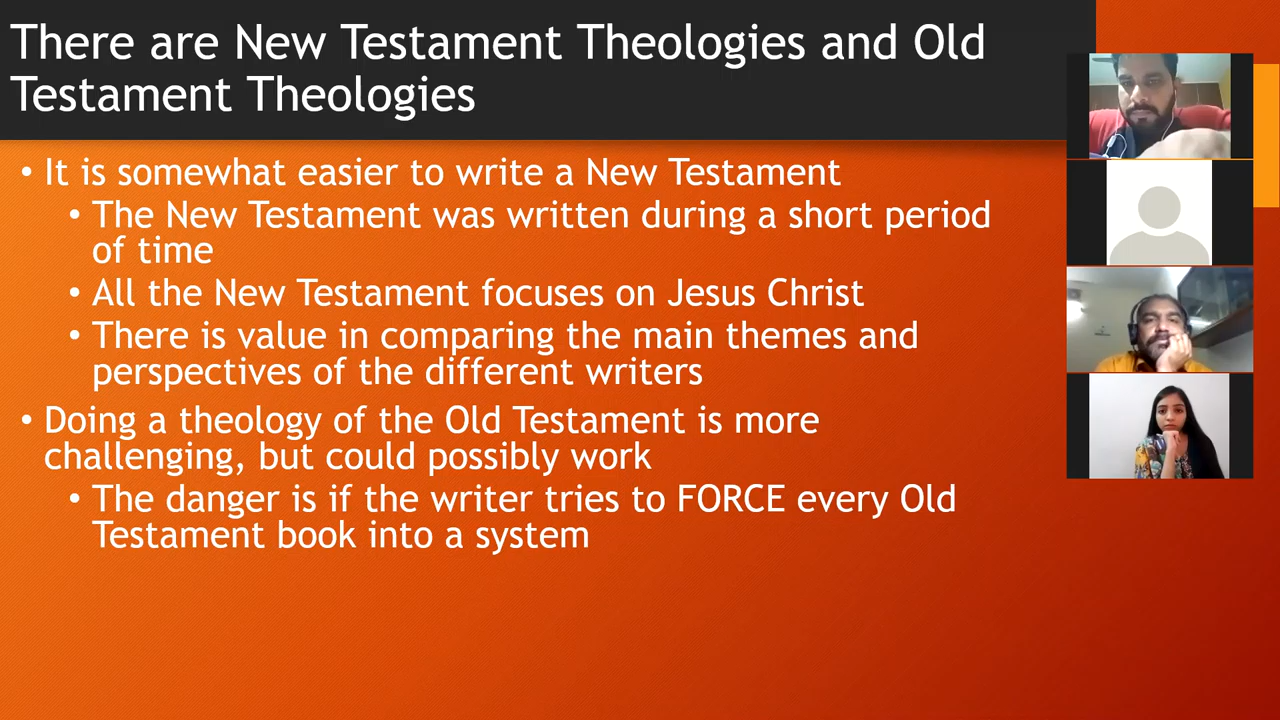 There are New Testament Theologies and Old
Testament Theologies
• It is somewhat easier to write a New Testament
• The New Testament was written during a short period
of time
• All the New Testament focuses on Jesus Christ
• There is value in comparing the main themes and
perspectives of the different writers
• Doing a theology of the Old Testament is more
challenging, but could possibly work
• The danger is if the writer tries to FORCE every Old
Testament book into a system